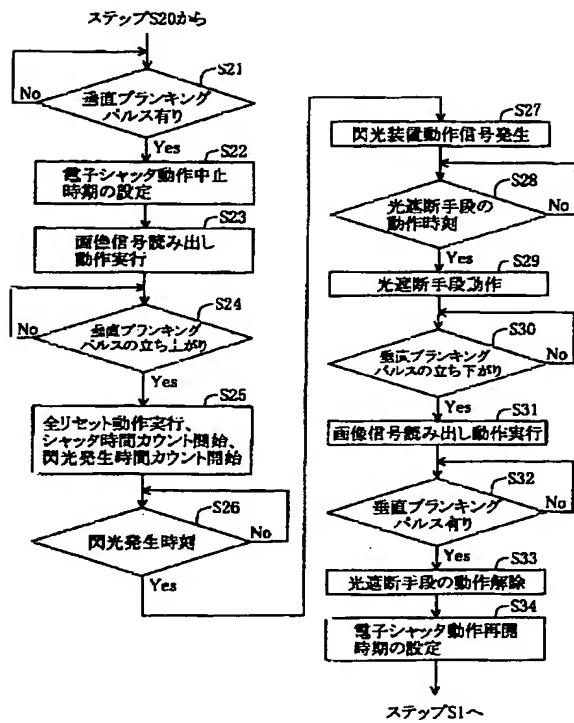 ステップS20から
S21
垂直ブランキング
パルス有り
No
Yes
S22
電子シャッタ動作中止
時期の設定
S23
画像信号読み出し
動作実行
S24
垂直ブランキング
パルスの立ち上がり
No
Yes
S25
全リセット動作実行、
シャッタ時間カウント開始、
閃光発生時間カウント開始
S26
閃光発生時刻
No
Yes
S27
閃光装置動作信号発生
S28
光遮断手段の
動作時刻
No
Yes
S29
光遮断手段動作
S30
垂直ブランキング
パルスの立ち下がり
No
Yes
S31
画像信号読み出し動作実行
S32
垂直ブランキング
パルス有り
No
Yes
S33
光遮断手段の動作解除
S34
電子シャッタ動作再開
時期の設定
ステップS1へ